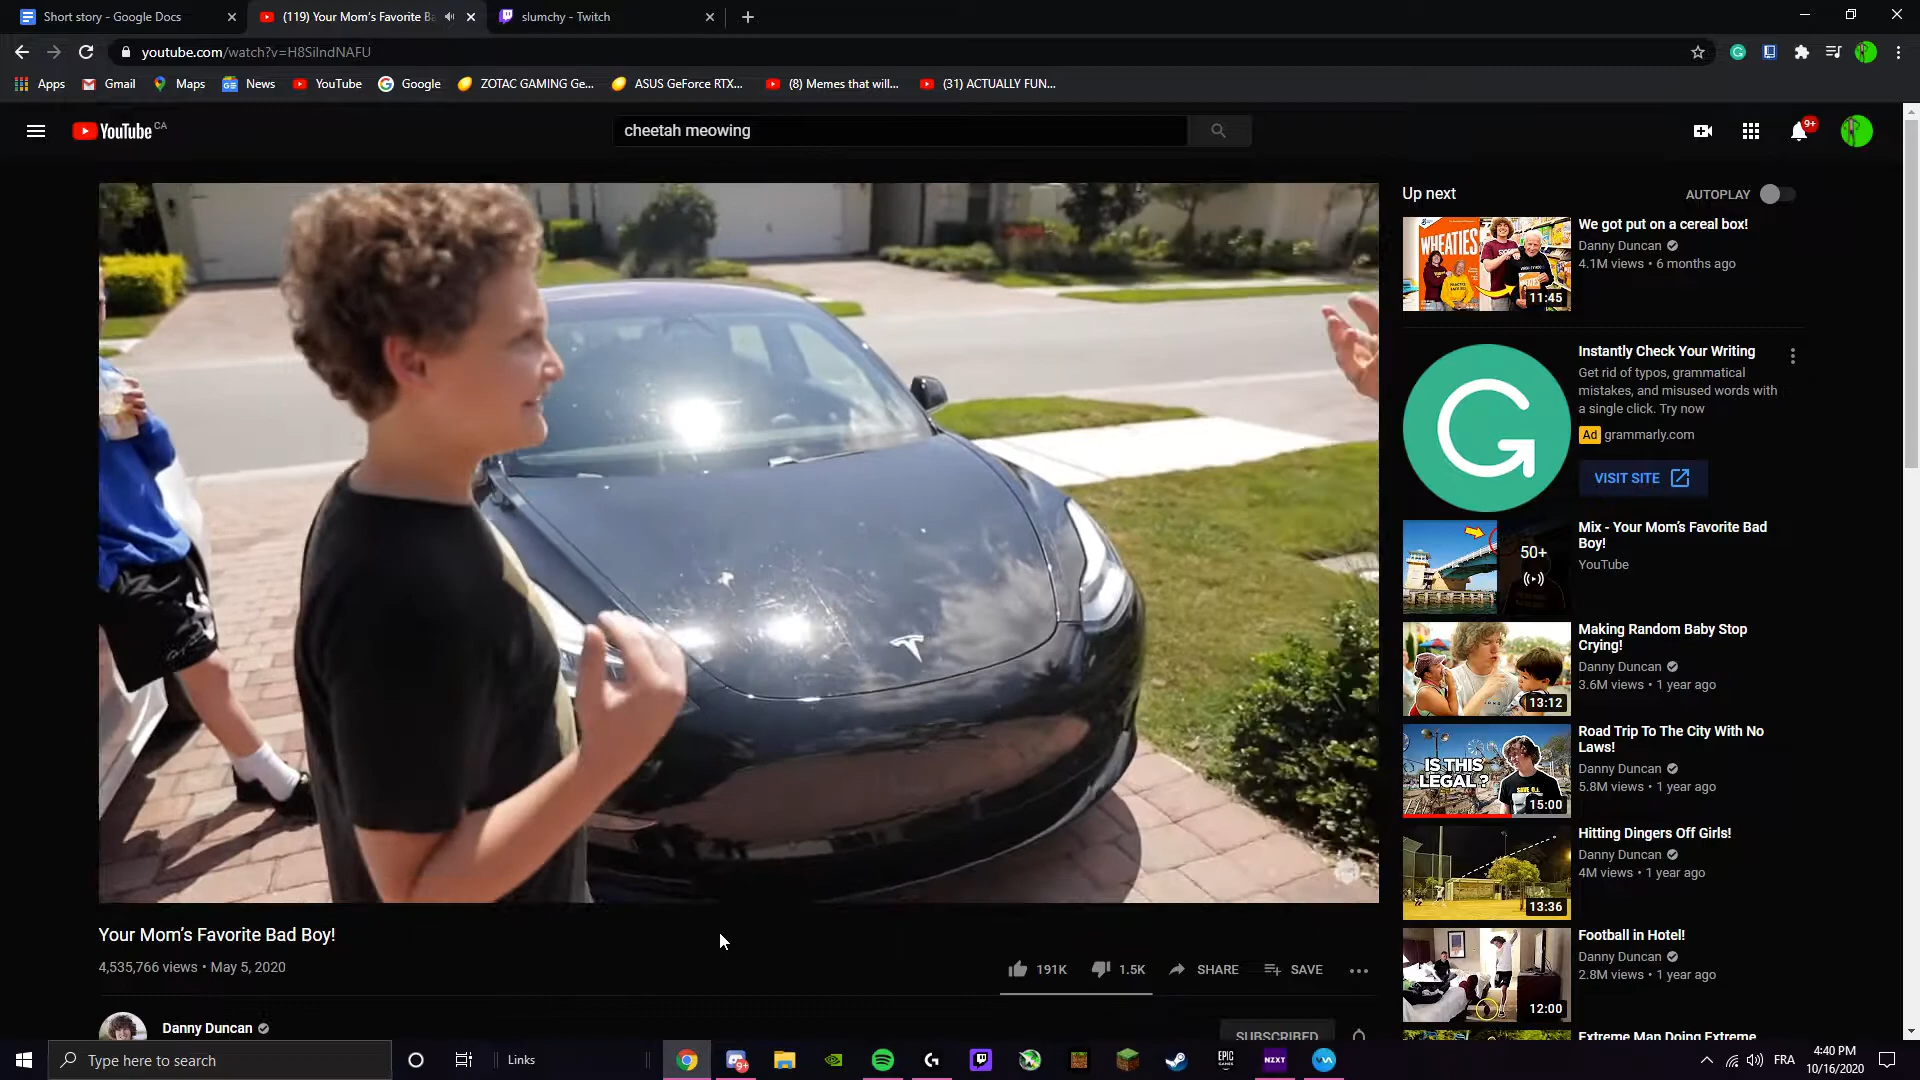 Short story - Google Docs
(119) Your Mom's Favorite Ba
slumchy - Twitch
youtube.com/watch?v=H8SilndNAFU
Apps
Gmail
Maps
News
YouTube
Google
ZOTAC GAMING Ge...
ASUS GeForce RTX...
(8) Memes that will...
(31) ACTUALLY FUN...
YouTube CA
cheetah meowing
9+
Up next
AUTOPLAY
WHEATIES
11:45
We got put on a cereal box!
Danny Duncan
4.1M views • 6 months ago
Instantly Check Your Writing
Get rid of typos, grammatical
mistakes, and misused words with
a single click. Try now
Ad grammarly.com
VISIT SITE
50+
Mix - Your Mom's Favorite Bad
Boy!
YouTube
13:12
Making Random Baby Stop
Crying!
Danny Duncan
3.6M views • 1 year ago
IS THIS
LEGAL?
SAVE O.J.
15:00
Road Trip To The City With No
Laws!
Danny Duncan
5.8M views • 1 year ago
13:36
Hitting Dingers Off Girls!
Danny Duncan
4M views • 1 year ago
12:00
Football in Hotel!
Danny Duncan
2.8M views • 1 year ago
Extreme Man Doing Extreme
Your Mom's Favorite Bad Boy!
4,535,766 views • May 5, 2020
191K
1.5K
SHARE
SAVE
Danny Duncan
SUBSCRIBED
Type here to search
Links
9+
EPIC
GAMES
NZXT
FRA
4:40 PM
10/16/2020